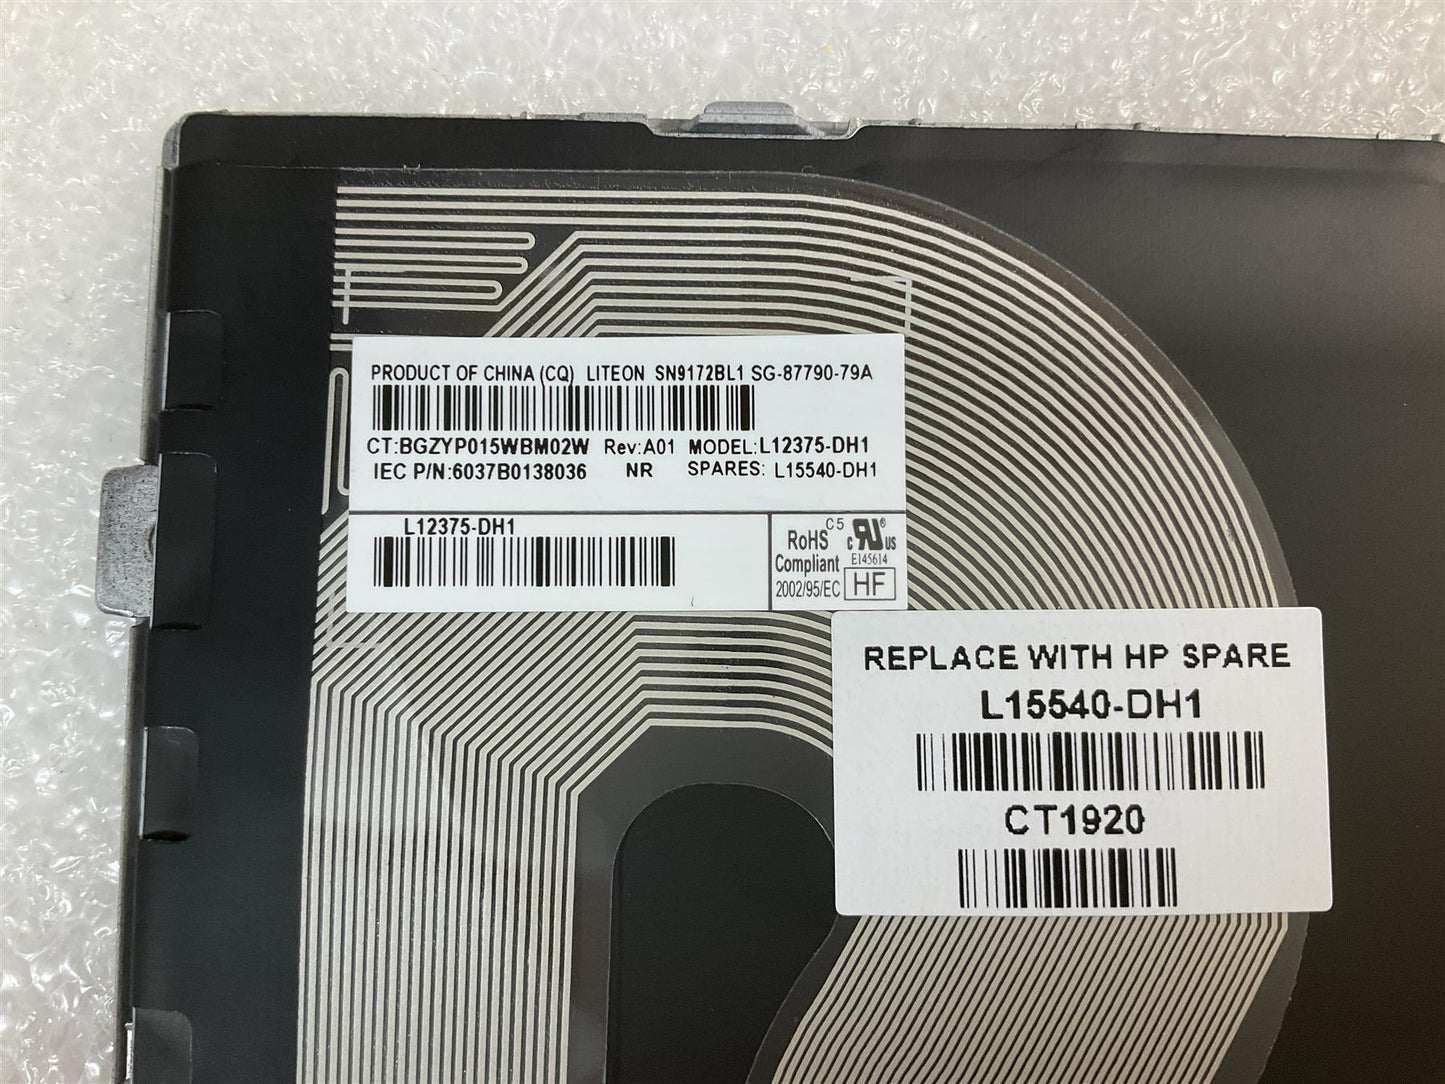 PRODUCT OF CHINA (CQ) LITEON SN9172BL1 SG-87790-79A
CT:BGZYP015WBM02W Rev:A01 MODEL:L12375-DH1
IEC P/N:6037B0138036 NR SPARES: L15540-DH1
L12375-DH1
RoHS
Compliant
2002/95/EC
C5
c RU ® US
E145614
HF
REPLACE WITH HP SPARE
L15540-DH1
CT1920